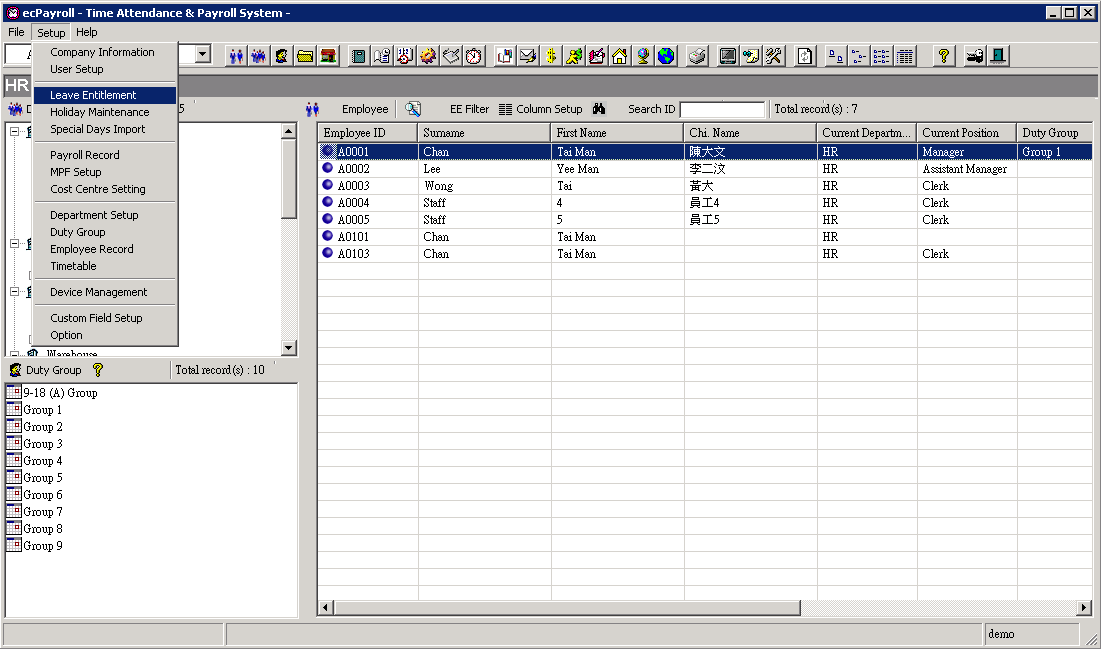 ecPayroll - Time Attendance & Payroll System -
File Setup Help
Company Information
User Setup
Leave Entitlement
Holiday Maintenance
Special Days Import
Payroll Record
MPF Setup
Cost Centre Setting
Department Setup
Duty Group
Employee Record
Timetable
Device Management
Custom Field Setup
Option
HR
5
Warehouse
Employee EE Filter Column Setup Search ID Total record(s) : 7
Employee ID Surname First Name Chi. Name Current Departm... Current Position Duty Group
A0001 Chan Tai Man 陳大文 HR Manager Group 1
A0002 Lee Yee Man 李二汶 HR Assistant Manager
A0003 Wong Tai 黃大 HR Clerk
A0004 Staff 4 員工4 HR Clerk
A0005 Staff 5 員工5 HR Clerk
A0101 Chan Tai Man HR
A0103 Chan Tai Man HR Clerk
Duty Group Total record(s) : 10
9-18 (A) Group
Group 1
Group 2
Group 3
Group 4
Group 5
Group 6
Group 7
Group 8
Group 9
demo